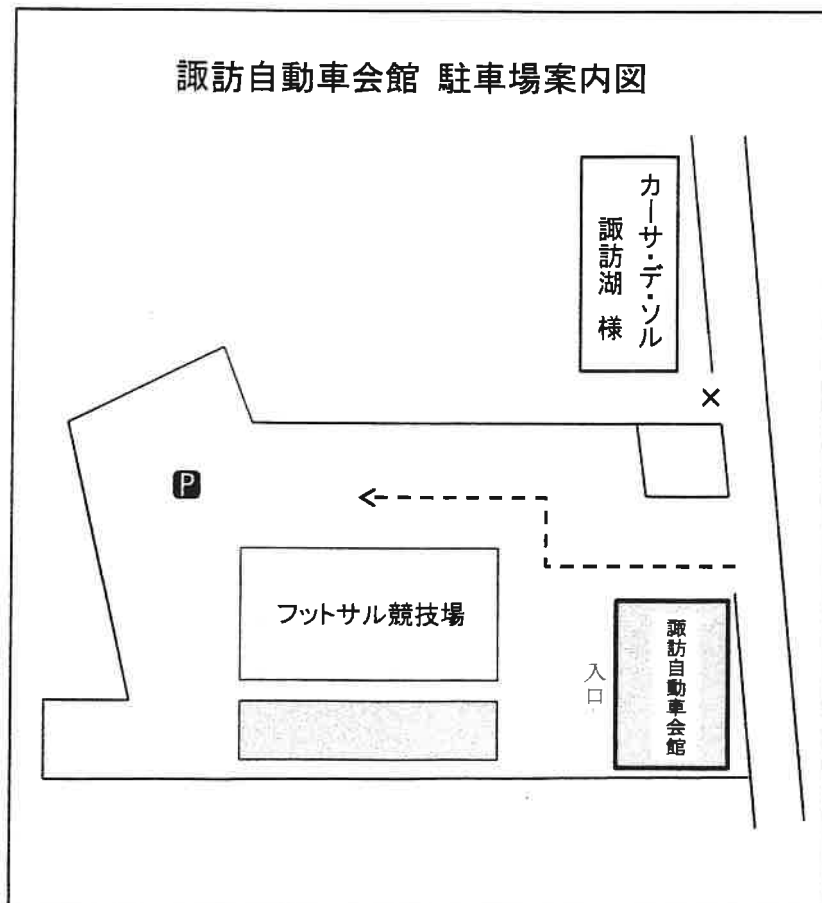 諏訪自動車会館 駐車場案内図
カーサ・デ・ソル
諏訪湖 様
×
P
フットサル競技場
入口
諏訪自動車会館